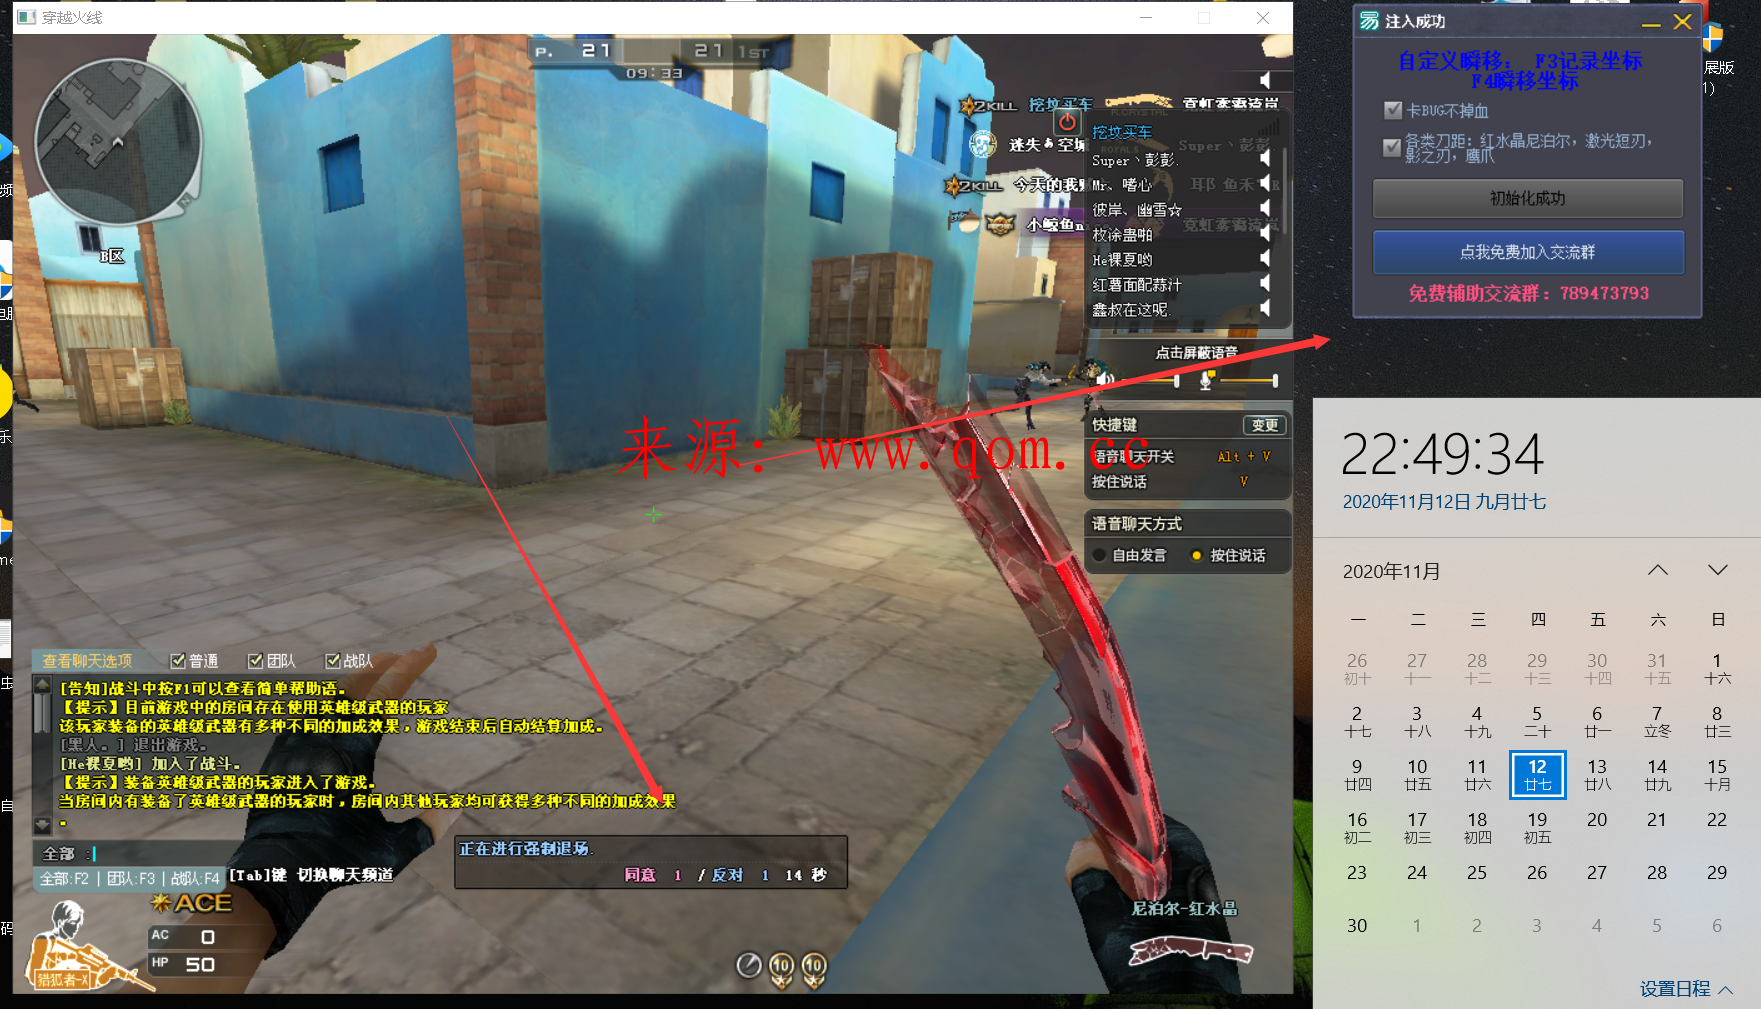 穿越火线
P. 21 21 1ST
09:33
B区
2KILL 挖坟买车
迷失
2KILL 今天的我
小鲸鱼
挖坟买车
Super丶彭彭.
Mr、嗜心
彼岸、幽雪☆
枚涂蛊啪
He裸夏哟
红薯面配蒜汁
鑫叔在这呢.
点击屏蔽语音
快捷键 变更
语音聊天开关 Alt + V
按住说话 V
语音聊天方式
自由发言 按住说话
来源：www.qom.cc
查看聊天选项 普通 团队 战队
[告知]战斗中按F1可以查看简单帮助语。
【提示】目前游戏中的房间存在使用英雄级武器的玩家
该玩家装备的英雄级武器有多种不同的加成效果，游戏结束后自动结算加成。
[黑人。] 退出游戏。
[He裸夏哟] 加入了战斗。
【提示】装备英雄级武器的玩家进入了游戏。
当房间内有装备了英雄级武器的玩家时，房间内其他玩家均可获得多种不同的加成效果
全部 :
全部:F2 | 团队:F3 | 战队:F4 [Tab]键 切换聊天频道
正在进行强制退场.
同意 1 / 反对 1 14 秒
ACE
AC 0
HP 50
猎狐者-X
10 10
尼泊尔-红水晶
注入成功
自定义瞬移： F3记录坐标
F4瞬移坐标
卡BUG不掉血
各类刀距：红水晶尼泊尔，激光短刃，
影之刃，鹰爪
初始化成功
点我免费加入交流群
免费辅助交流群：789473793
展版
22:49:34
2020年11月12日 九月廿七
2020年11月
一 二 三 四 五 六 日
26 27 28 29 30 31 1
初十 十一 十二 十三 十四 十五 十六
2 3 4 5 6 7 8
十七 十八 十九 二十 廿一 立冬 廿三
9 10 11 12 13 14 15
廿四 廿五 廿六 廿七 廿八 廿九 十月
16 17 18 19 20 21 22
初二 初三 初四 初五
23 24 25 26 27 28 29
30 1 2 3 4 5 6
设置日程